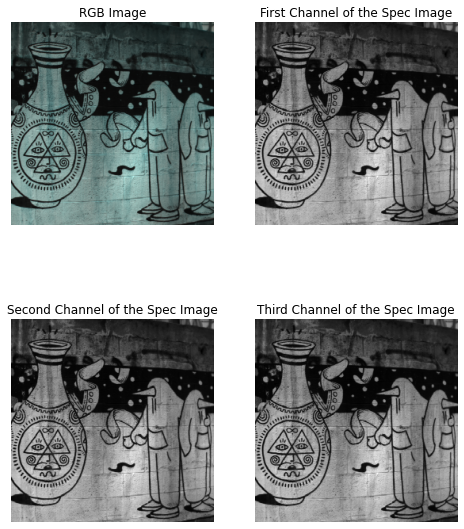 RGB Image
First Channel of the Spec Image
Second Channel of the Spec Image
Third Channel of the Spec Image